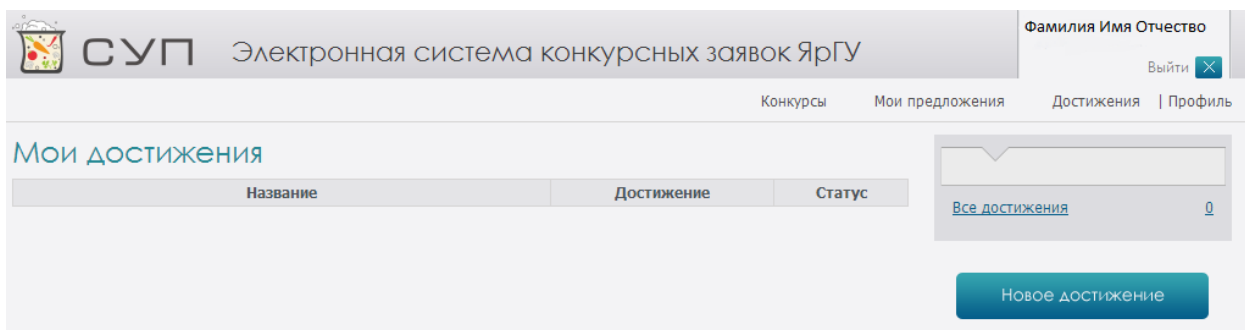 СУП Электронная система конкурсных заявок ЯрГУ
Фамилия Имя Отчество
Выйти
Конкурсы Мои предложения Достижения | Профиль
Мои достижения
Название Достижение Статус
Все достижения 0
Новое достижение